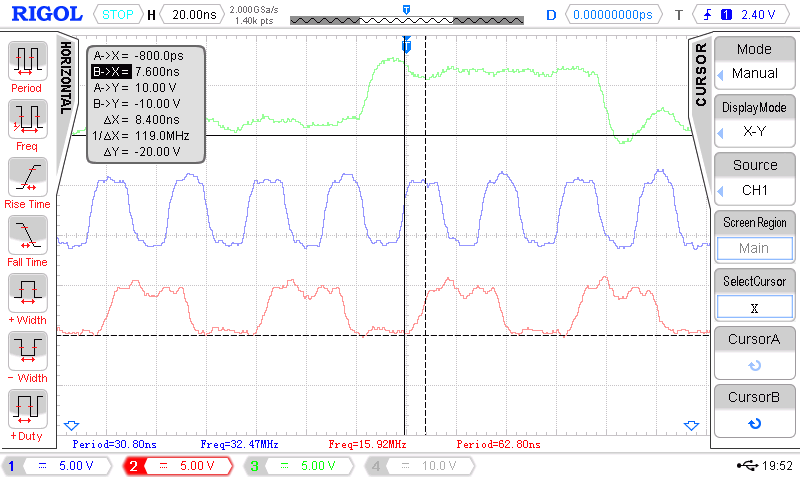 RIGOL STOP H 20.00ns 2.000GSa/s 1.40k pts D 0.00000000ps T 1 2.40 V
T
T
HORIZONTAL
Period
Freq
Rise Time
Fall Time
+Width
-Width
+Duty
A->X= -800.0ps
B->X= 7.600ns
A->Y= 10.00 V
B->Y= -10.00 V
ΔX= 8.400ns
1/ΔX= 119.0MHz
ΔY= -20.00 V
CURSOR
Mode
Manual
Display Mode
X-Y
Source
CH1
Screen Region
Main
SelectCursor
X
CursorA
CursorB
Period=30.80ns Freq=32.47MHz Freq=15.92MHz Period=62.80ns
1 5.00 V 2 5.00 V 3 5.00 V 4 10.0 V 19:52